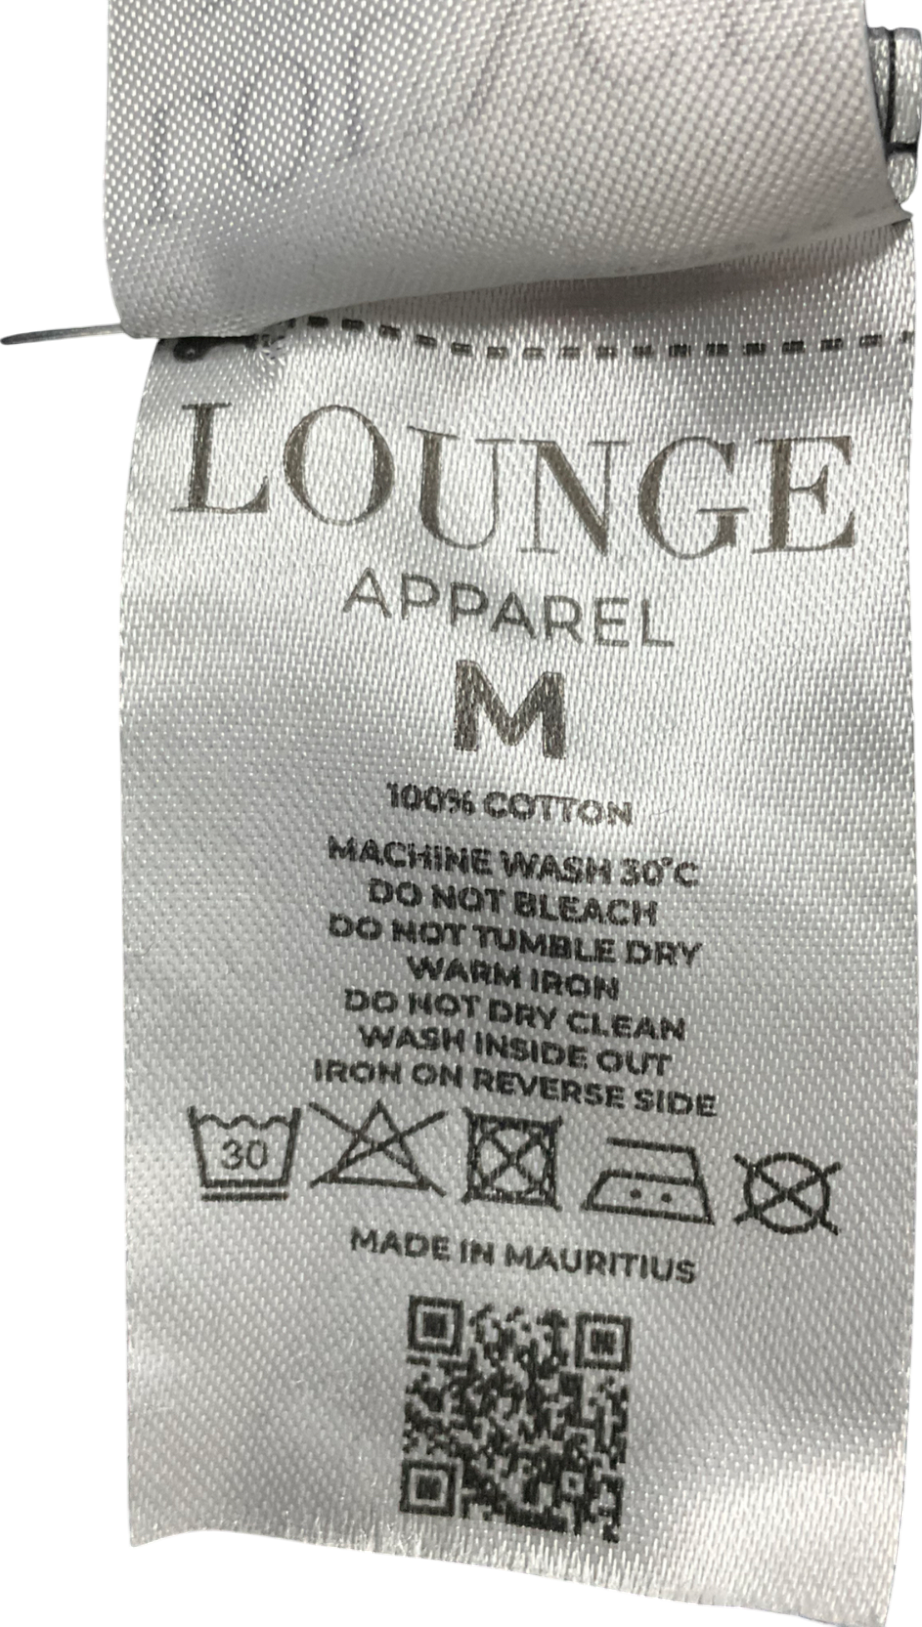 LOUNGE
APPAREL
M
100% COTTON
MACHINE WASH 30°C
DO NOT BLEACH
DO NOT TUMBLE DRY
WARM IRON
DO NOT DRY CLEAN
WASH INSIDE OUT
IRON ON REVERSE SIDE
30
MADE IN MAURITIUS